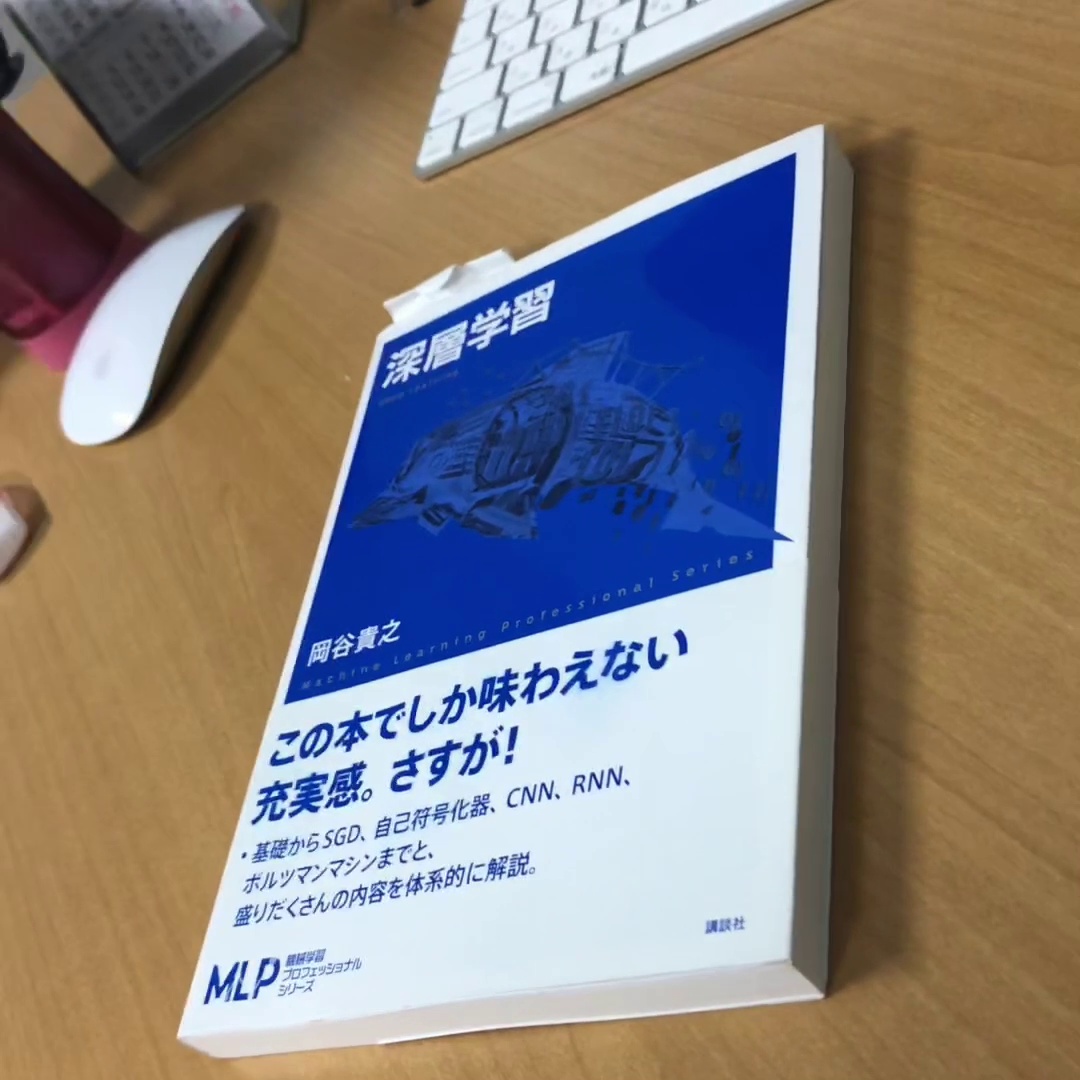 深層学習
Deep Learning
岡谷貴之
Machine Learning Professional Series
この本でしか味わえない
充実感。さすが!
・基礎からSGD、自己符号化器、CNN、RNN、
ボルツマンマシンまでと、
盛りだくさんの内容を体系的に解説。
MLP
機械学習
プロフェッショナル
シリーズ
講談社